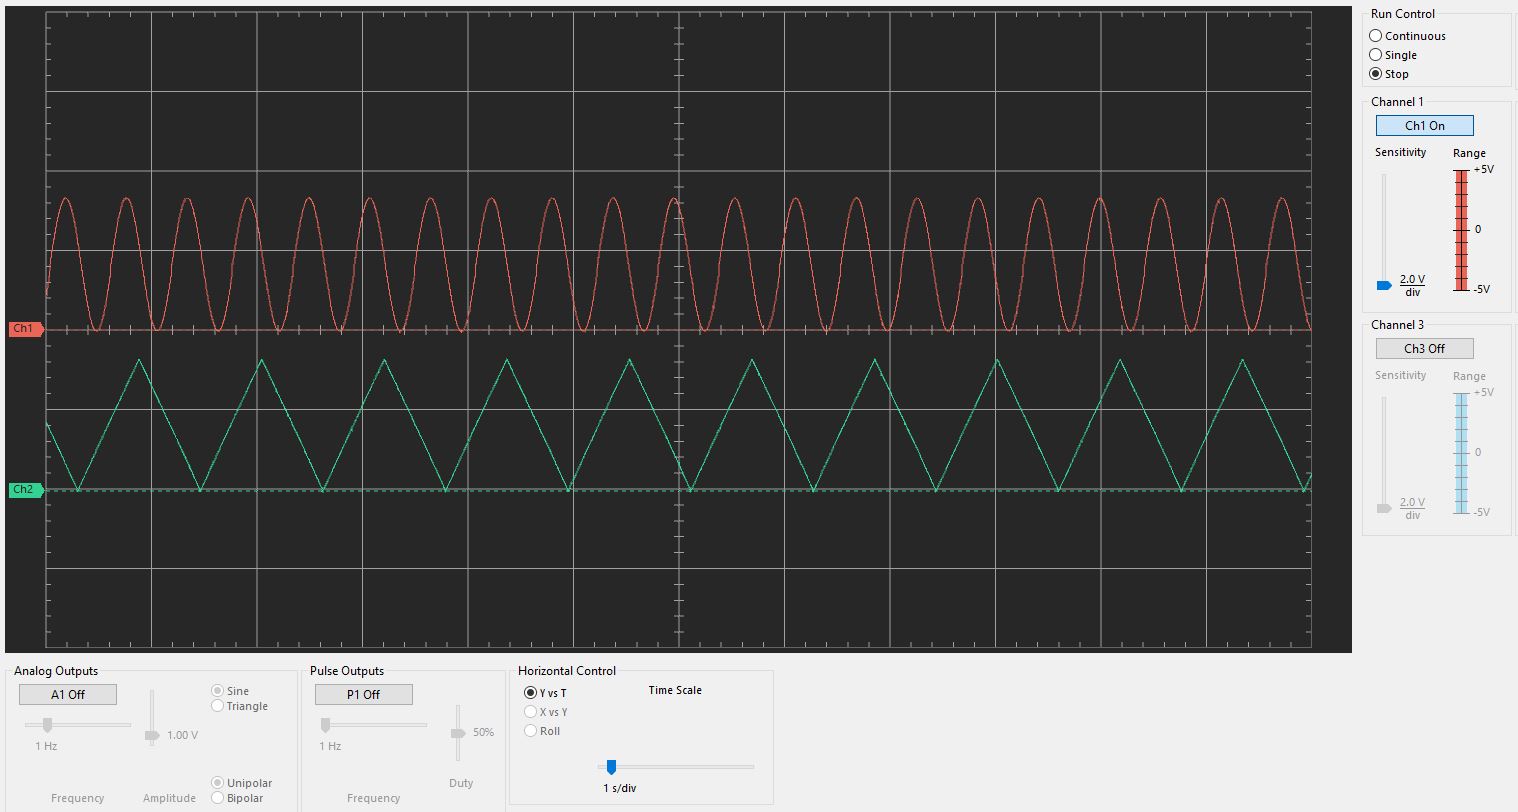 Ch1
Ch2
Run Control
Continuous
Single
Stop
Channel 1
Ch1 On
Sensitivity
Range
+5V
0
-5V
2.0 V
div
Channel 3
Ch3 Off
Sensitivity
Range
+5V
0
-5V
2.0 V
div
Analog Outputs
A1 Off
Sine
Triangle
1.00 V
1 Hz
Unipolar
Bipolar
Frequency
Amplitude
Pulse Outputs
P1 Off
50%
1 Hz
Duty
Frequency
Horizontal Control
Y vs T
X vs Y
Roll
Time Scale
1 s/div